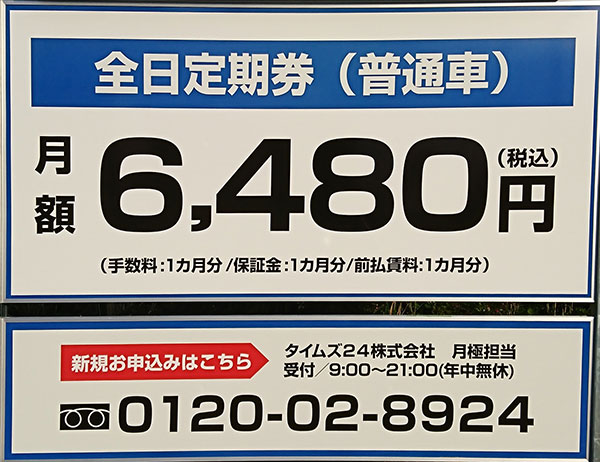 全日定期券（普通車）
月額 6,480円（税込）
（手数料:1カ月分/保証金:1カ月分/前払賃料:1カ月分）
新規お申込みはこちら
タイムズ24株式会社　月極担当
受付／9:00〜21:00(年中無休)
0120-02-8924